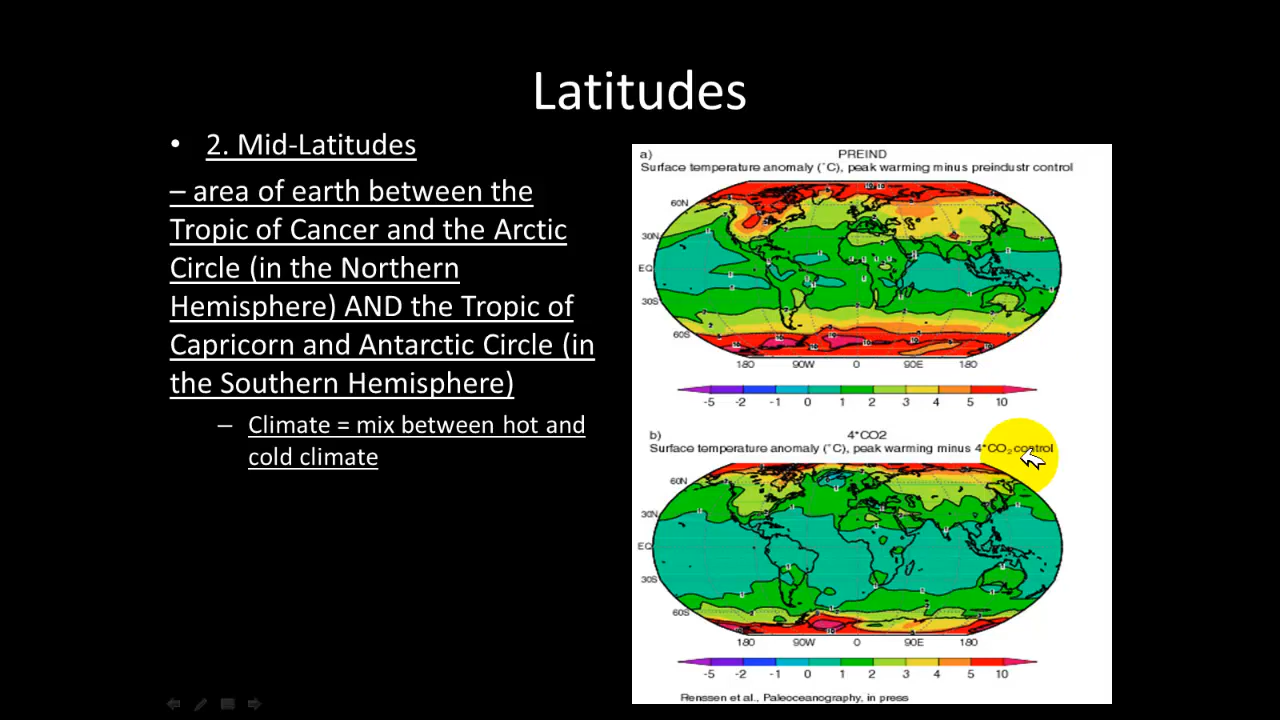 Latitudes
• 2. Mid-Latitudes
– area of earth between the
Tropic of Cancer and the Arctic
Circle (in the Northern
Hemisphere) AND the Tropic of
Capricorn and Antarctic Circle (in
the Southern Hemisphere)
– Climate = mix between hot and
cold climate
a) PREIND
Surface temperature anomaly (°C), peak warming minus preindustr control
60N
30N
EQ
30S
60S
180 90W 0 90E 180
-5 -2 -1 0 1 2 3 4 5 10
b) 4*CO2
Surface temperature anomaly (°C), peak warming minus 4*CO₂ control
60N
30N
EQ
30S
60S
180 90W 0 90E 180
-5 -2 -1 0 1 2 3 4 5 10
Renssen et al., Paleoceanography, in press